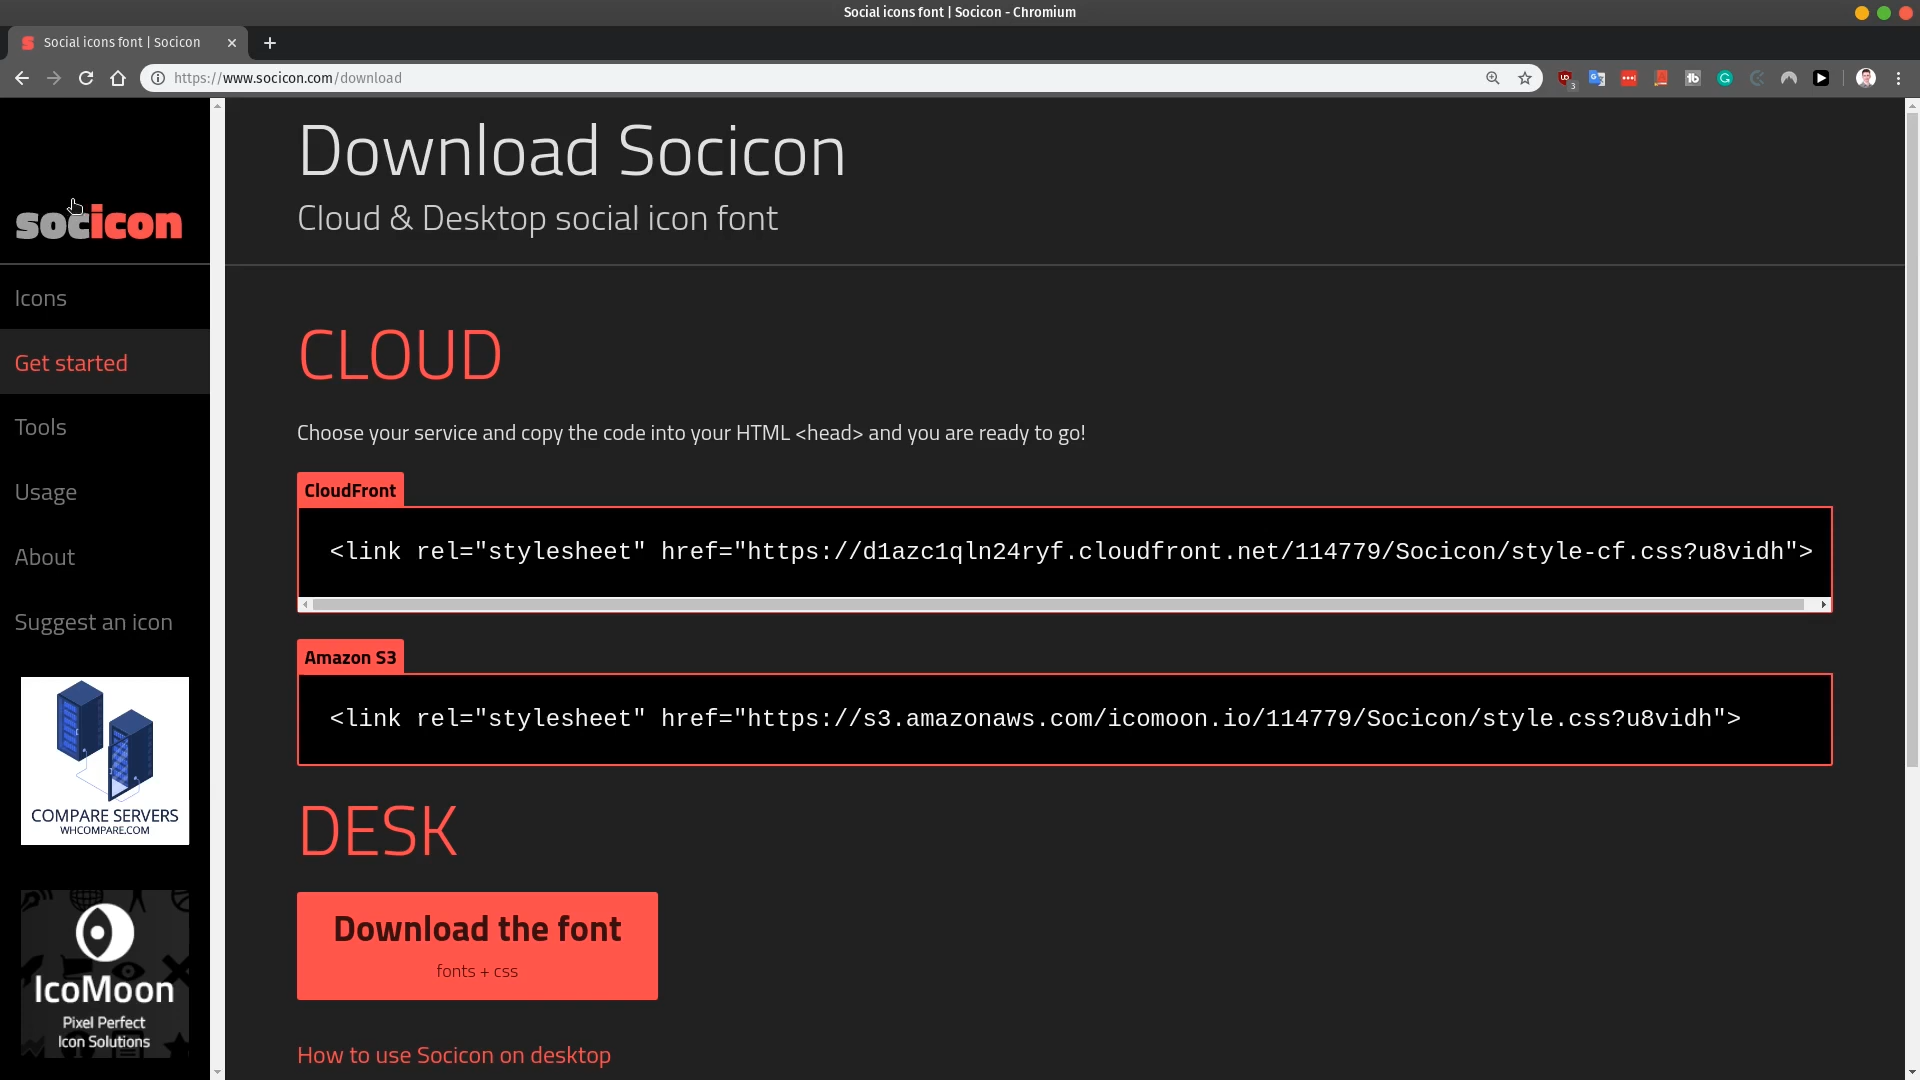 Social icons font | Socicon - Chromium
Social icons font | Socicon
https://www.socicon.com/download
3
socicon
Icons
Get started
Tools
Usage
About
Suggest an icon
COMPARE SERVERS
WHCOMPARE.COM
IcoMoon
Pixel Perfect
Icon Solutions
Download Socicon
Cloud & Desktop social icon font
CLOUD
Choose your service and copy the code into your HTML <head> and you are ready to go!
CloudFront
<link rel="stylesheet" href="https://d1azc1qln24ryf.cloudfront.net/114779/Socicon/style-cf.css?u8vidh">
Amazon S3
<link rel="stylesheet" href="https://s3.amazonaws.com/icomoon.io/114779/Socicon/style.css?u8vidh">
DESK
Download the font
fonts + css
How to use Socicon on desktop